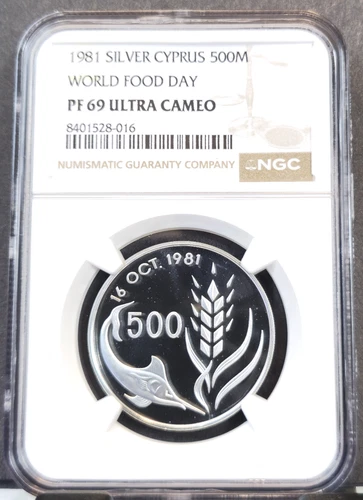 1981 SILVER CYPRUS 500M
WORLD FOOD DAY
PF 69 ULTRA CAMEO
8401528-016
NUMISMATIC GUARANTY COMPANY NGC
16 OCT. 1981
500